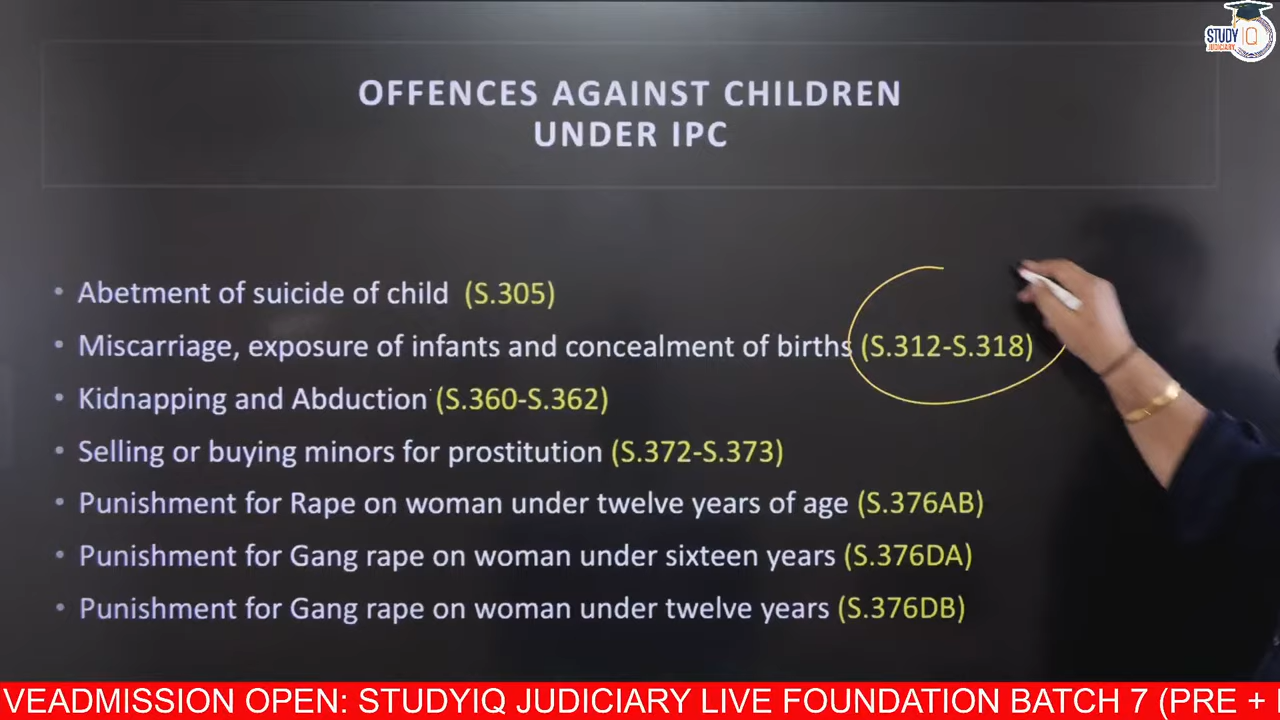 STUDY IQ
JUDICIARY
OFFENCES AGAINST CHILDREN
UNDER IPC
• Abetment of suicide of child (S.305)
• Miscarriage, exposure of infants and concealment of births (S.312-S.318)
• Kidnapping and Abduction (S.360-S.362)
• Selling or buying minors for prostitution (S.372-S.373)
• Punishment for Rape on woman under twelve years of age (S.376AB)
• Punishment for Gang rape on woman under sixteen years (S.376DA)
• Punishment for Gang rape on woman under twelve years (S.376DB)
VEADMISSION OPEN: STUDYIQ JUDICIARY LIVE FOUNDATION BATCH 7 (PRE +